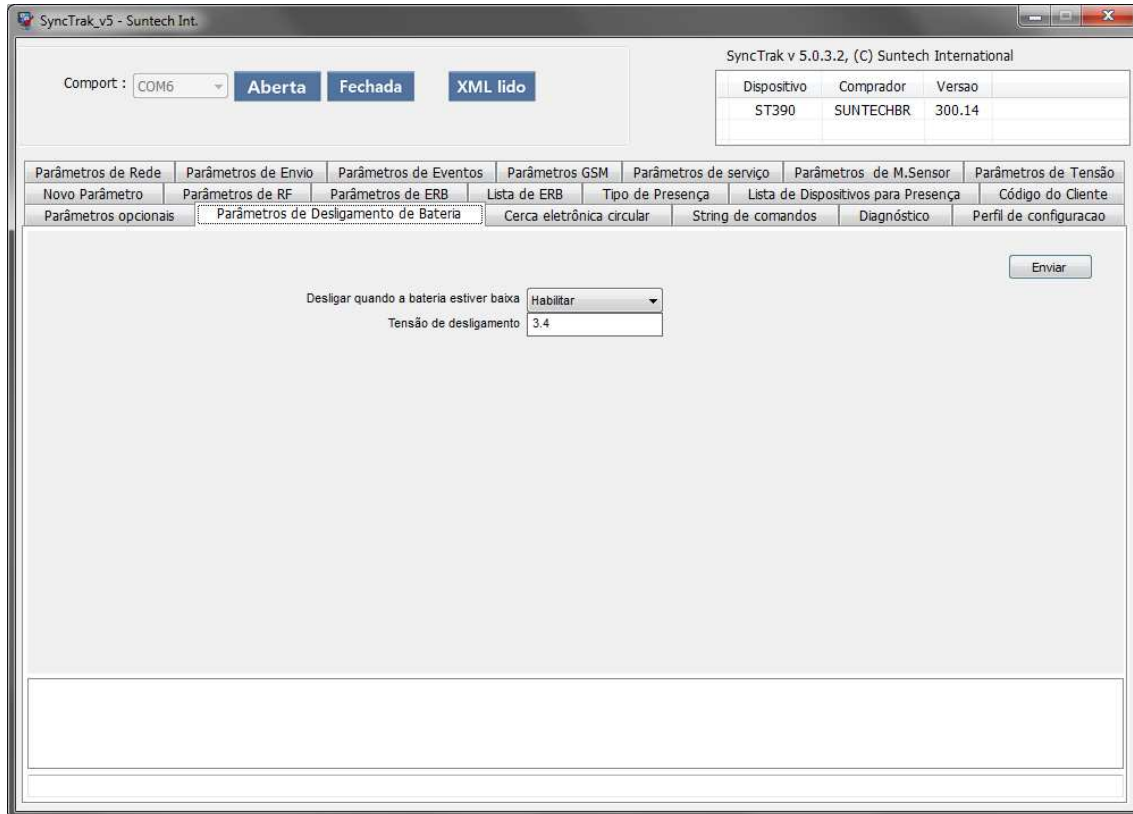 SyncTrak_v5 - Suntech Int.
SyncTrak v 5.0.3.2, (C) Suntech International
Comport : COM6 Aberta Fechada XML lido
Dispositivo Comprador Versao
ST390 SUNTECHBR 300.14
Parâmetros de Rede Parâmetros de Envio Parâmetros de Eventos Parâmetros GSM Parâmetros de serviço Parâmetros de M.Sensor Parâmetros de Tensão
Novo Parâmetro Parâmetros de RF Parâmetros de ERB Lista de ERB Tipo de Presença Lista de Dispositivos para Presença Código do Cliente
Parâmetros opcionais Parâmetros de Desligamento de Bateria Cerca eletrônica circular String de comandos Diagnóstico Perfil de configuracao
Enviar
Desligar quando a bateria estiver baixa Habilitar
Tensão de desligamento 3.4